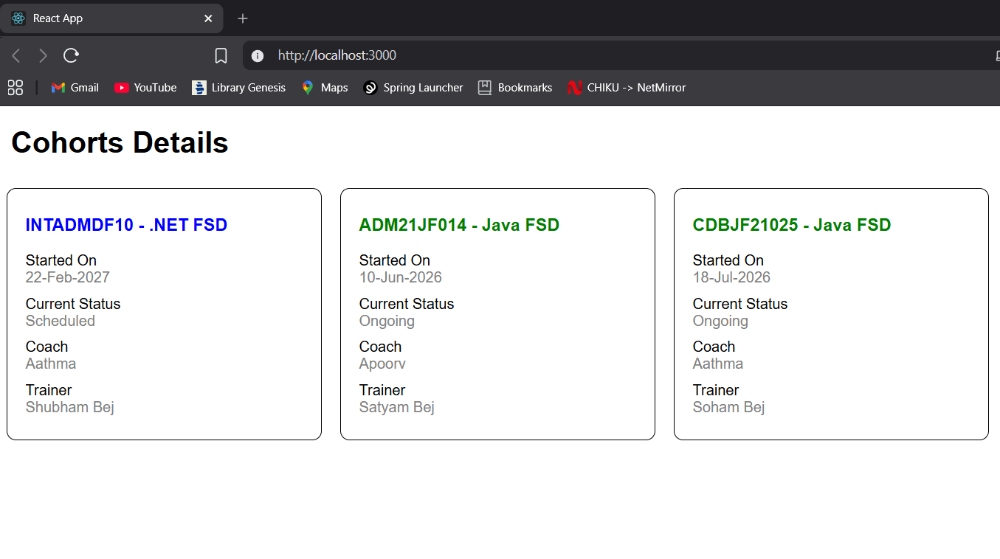 React App
http://localhost:3000
Gmail YouTube Library Genesis Maps Spring Launcher Bookmarks CHIKU -> NetMirror
Cohorts Details
INTADMDF10 - .NET FSD
Started On
22-Feb-2027
Current Status
Scheduled
Coach
Aathma
Trainer
Shubham Bej
ADM21JF014 - Java FSD
Started On
10-Jun-2026
Current Status
Ongoing
Coach
Apoorv
Trainer
Satyam Bej
CDBJF21025 - Java FSD
Started On
18-Jul-2026
Current Status
Ongoing
Coach
Aathma
Trainer
Soham Bej